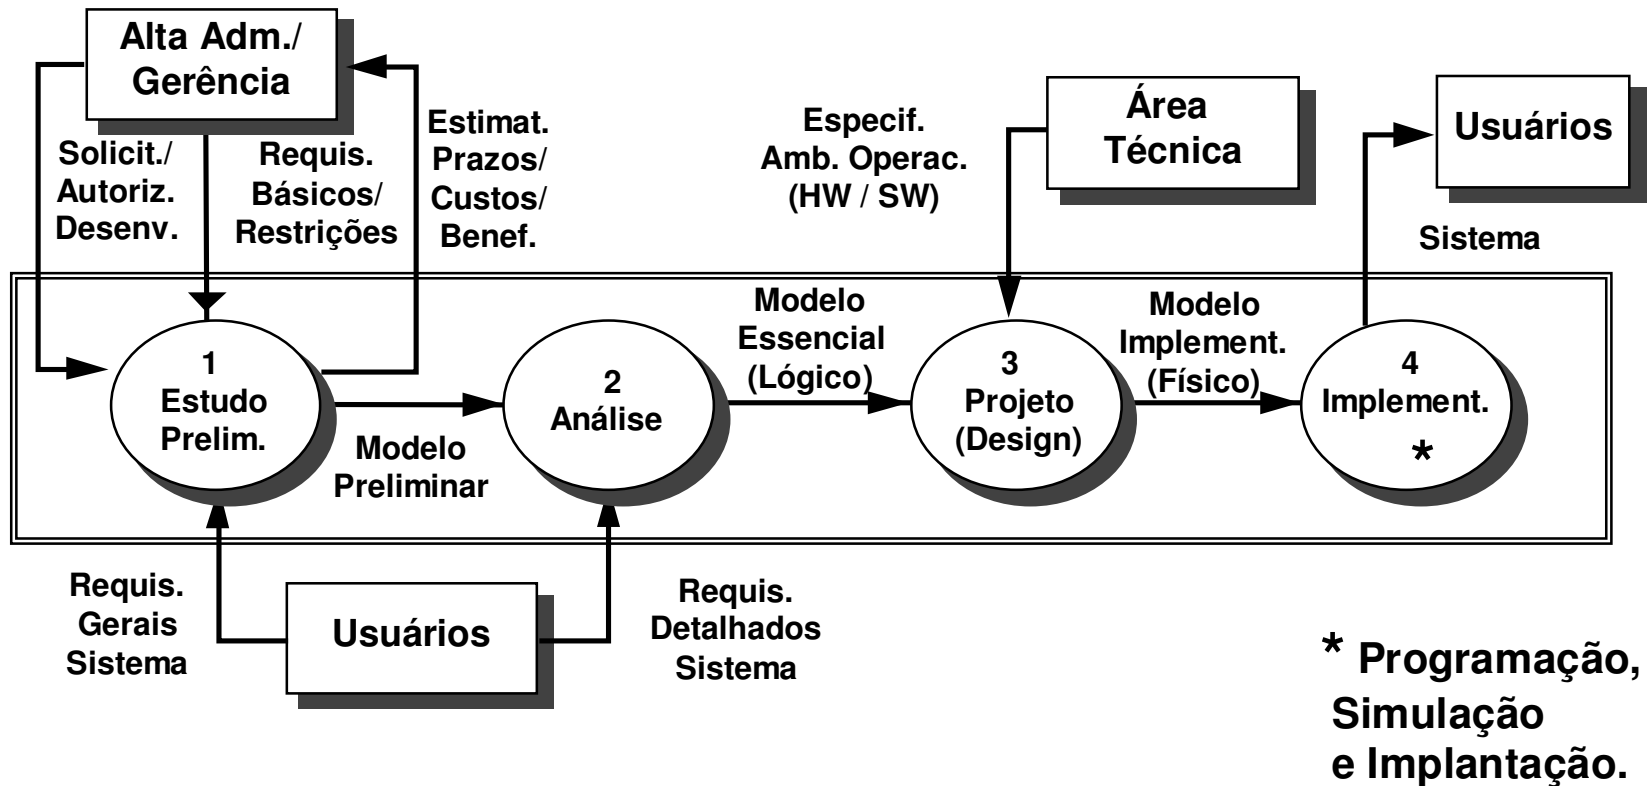 Alta Adm./
Gerência
Solicit./
Autoriz.
Desenv.
Requis.
Básicos/
Restrições
Estimat.
Prazos/
Custos/
Benef.
Especif.
Amb. Operac.
(HW / SW)
Área
Técnica
Usuários
Sistema
1
Estudo
Prelim.
Modelo
Preliminar
2
Análise
Modelo
Essencial
(Lógico)
3
Projeto
(Design)
Modelo
Implement.
(Físico)
4
Implement.
*
Requis.
Gerais
Sistema
Usuários
Requis.
Detalhados
Sistema
* Programação,
Simulação
e Implantação.